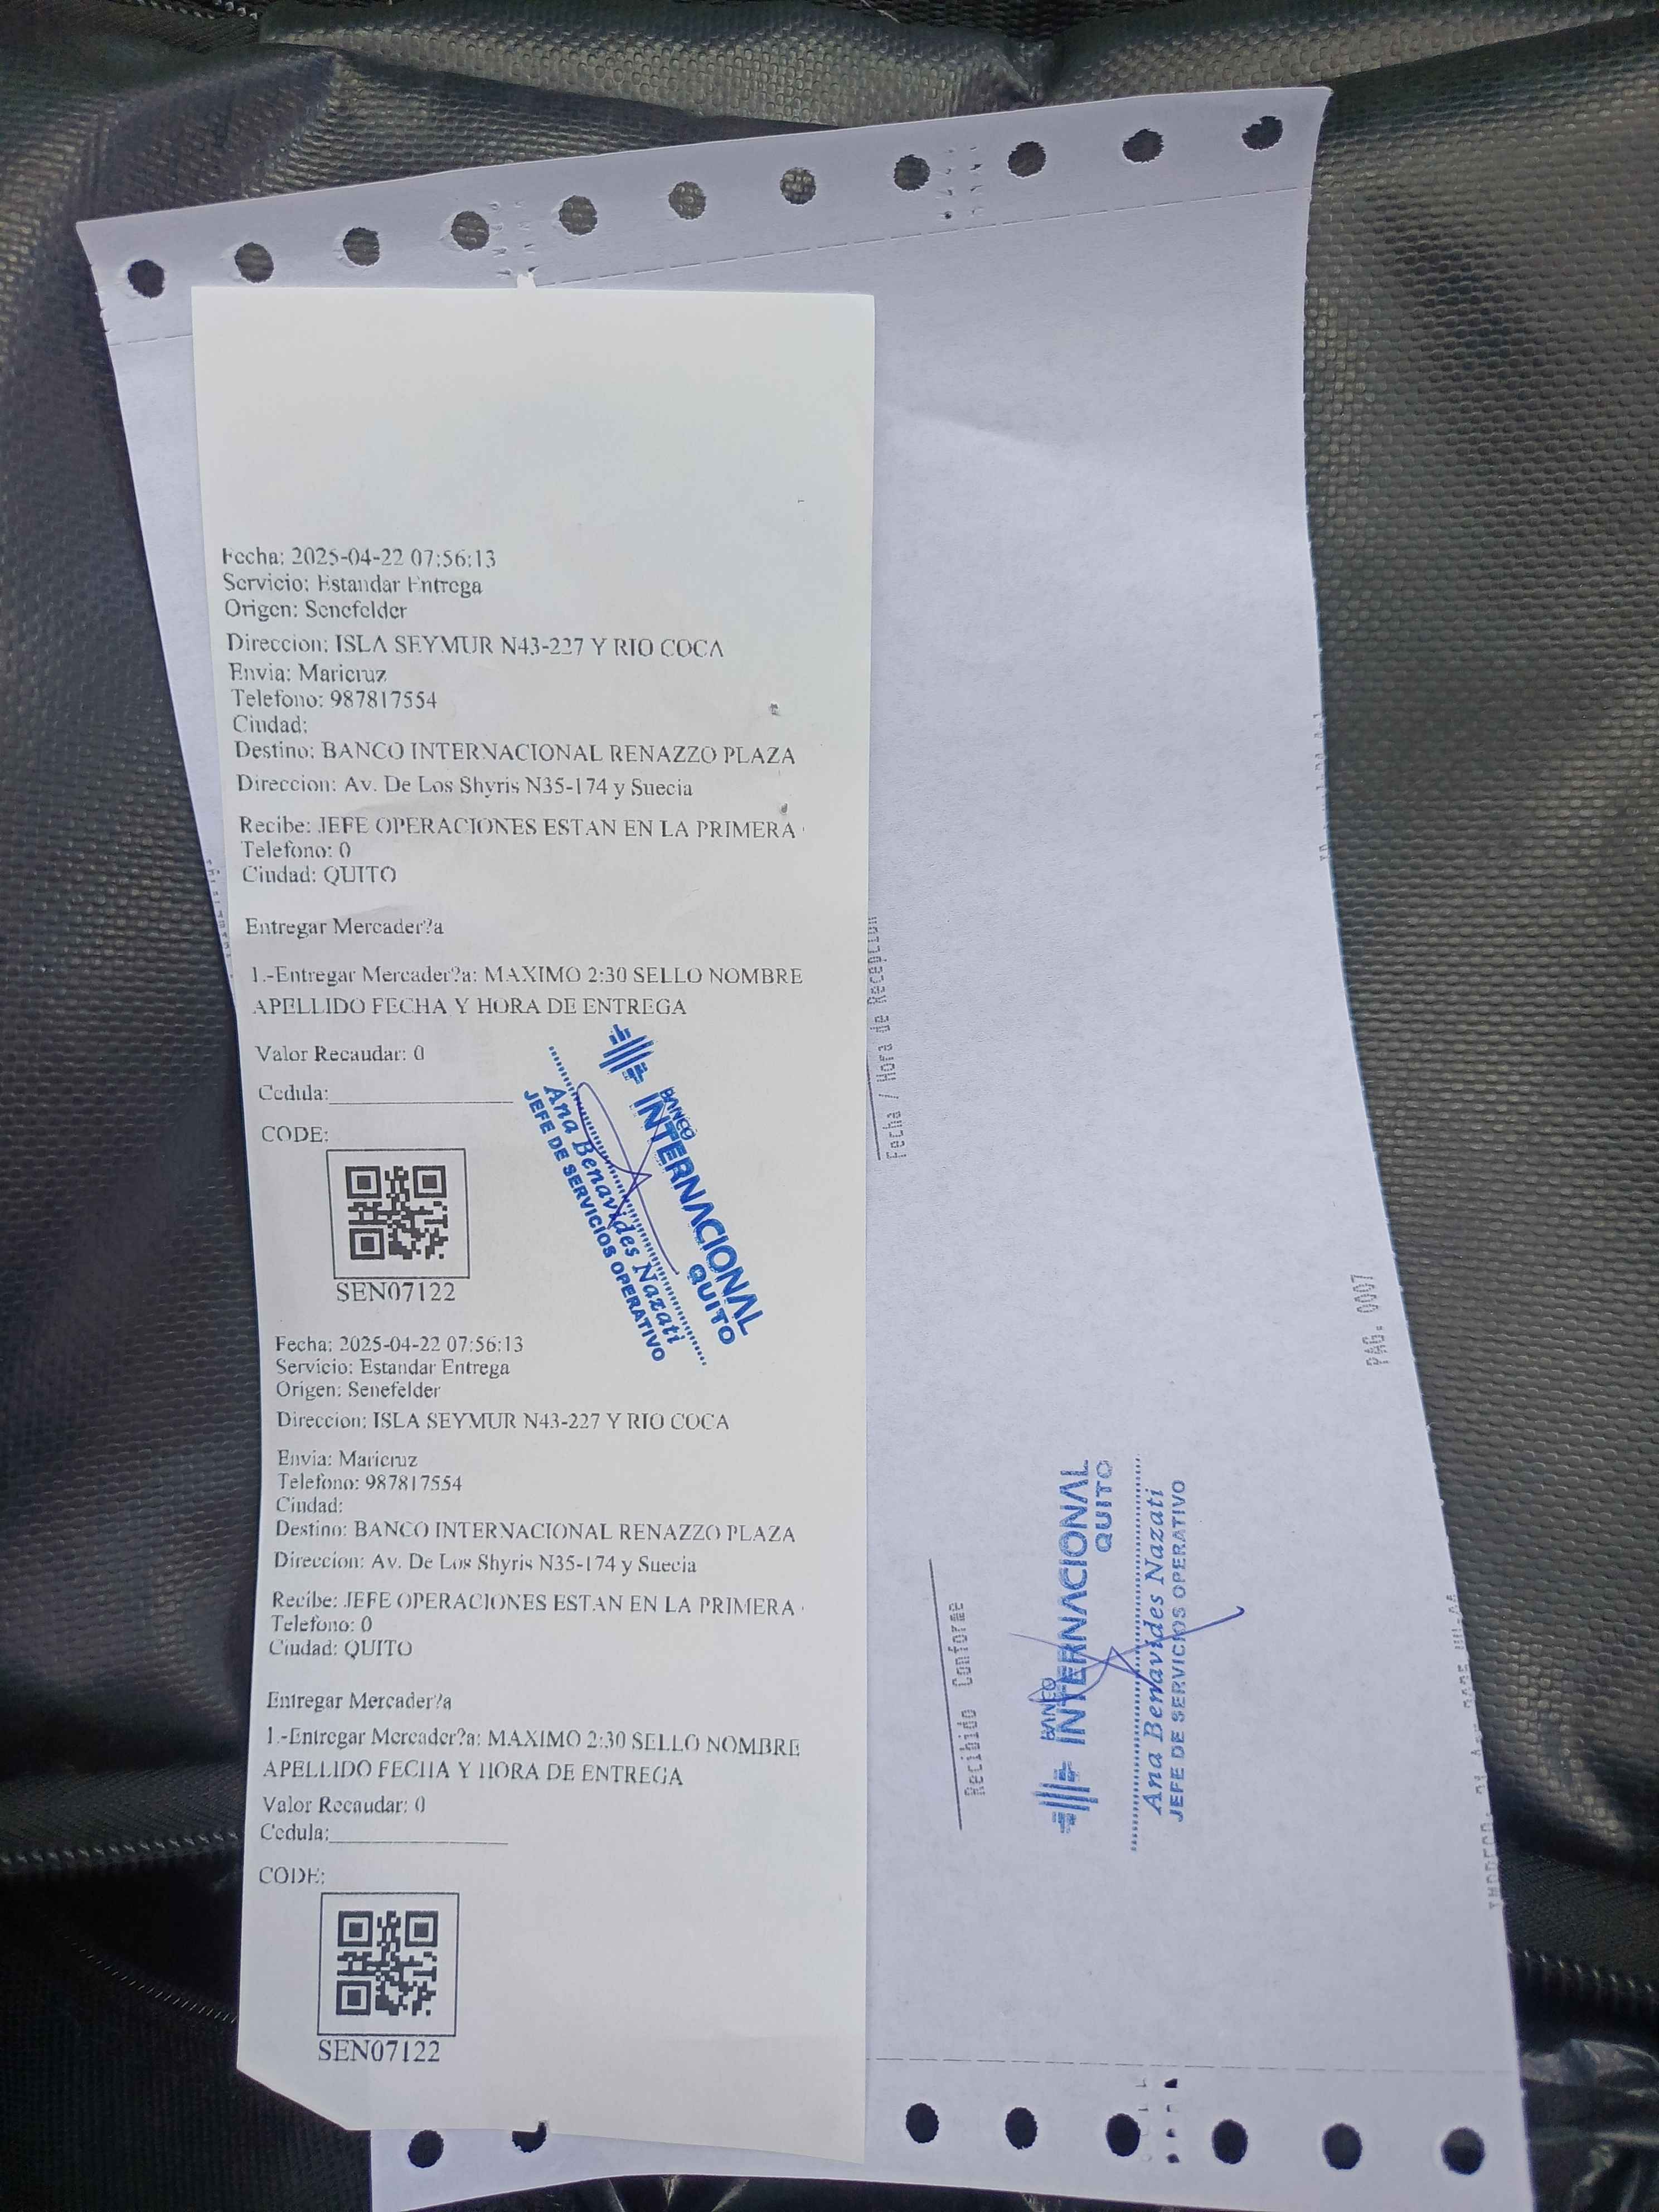 Fecha: 2025-04-22 07:56:13
Servicio: Estandar Entrega
Origen: Senefelder
Direccion: ISLA SEYMUR N43-227 Y RIO COCA
Envia: Maricruz
Telefono: 987817554
Ciudad:
Destino: BANCO INTERNACIONAL RENAZZO PLAZA
Direccion: Av. De Los Shyris N35-174 y Suecia
Recibe: JEFE OPERACIONES ESTAN EN LA PRIMERA
Telefono: 0
Ciudad: QUITO
Entregar Mercader?a
1.-Entregar Mercader?a: MAXIMO 2:30 SELLO NOMBRE
APELLIDO FECHA Y HORA DE ENTREGA
Valor Recaudar: 0
Cedula:
CODE:
SEN07122
BANCO
INTERNACIONAL
QUITO
Ana Benavides Nazati
JEFE DE SERVICIOS OPERATIVO
Fecha: 2025-04-22 07:56:13
Servicio: Estandar Entrega
Origen: Senefelder
Direccion: ISLA SEYMUR N43-227 Y RIO COCA
Envia: Maricruz
Telefono: 987817554
Ciudad:
Destino: BANCO INTERNACIONAL RENAZZO PLAZA
Direccion: Av. De Los Shyris N35-174 y Suecia
Recibe: JEFE OPERACIONES ESTAN EN LA PRIMERA
Telefono: 0
Ciudad: QUITO
Entregar Mercader?a
1.-Entregar Mercader?a: MAXIMO 2:30 SELLO NOMBRE
APELLIDO FECHA Y HORA DE ENTREGA
Valor Recaudar: 0
Cedula:
CODE:
SEN07122
Fecha / Hora de Recepcion
Recibido Conforme
BANCO
INTERNACIONAL
QUITO
Ana Benavides Nazati
JEFE DE SERVICIOS OPERATIVO
PAG. 0007